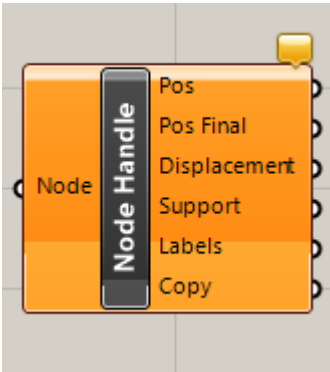 Pos
Pos Final
Displacement
Node
Node Handle
Support
Labels
Copy